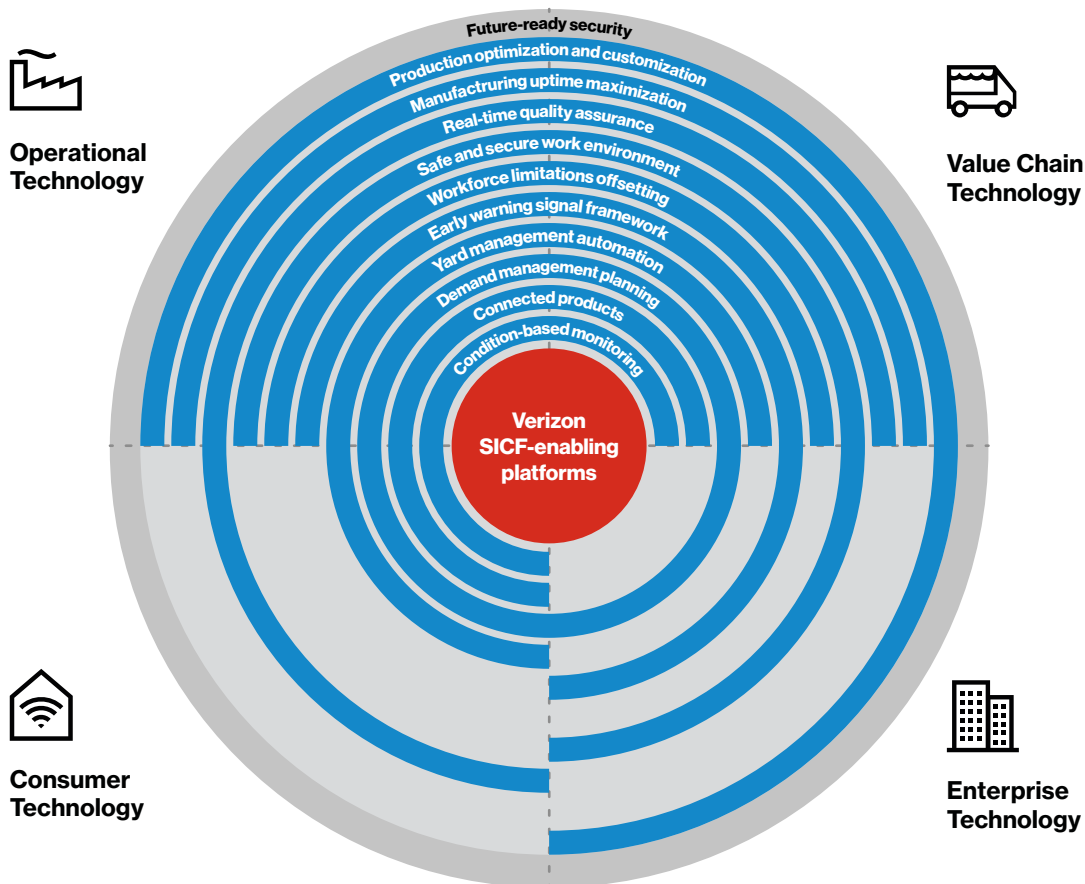 Future-ready security
Production optimization and customization
Manufactruring uptime maximization
Real-time quality assurance
Safe and secure work environment
Workforce limitations offsetting
Early warning signal framework
Yard management automation
Demand management planning
Connected products
Condition-based monitoring
Verizon
SICF-enabling
platforms
Operational
Technology
Value Chain
Technology
Consumer
Technology
Enterprise
Technology